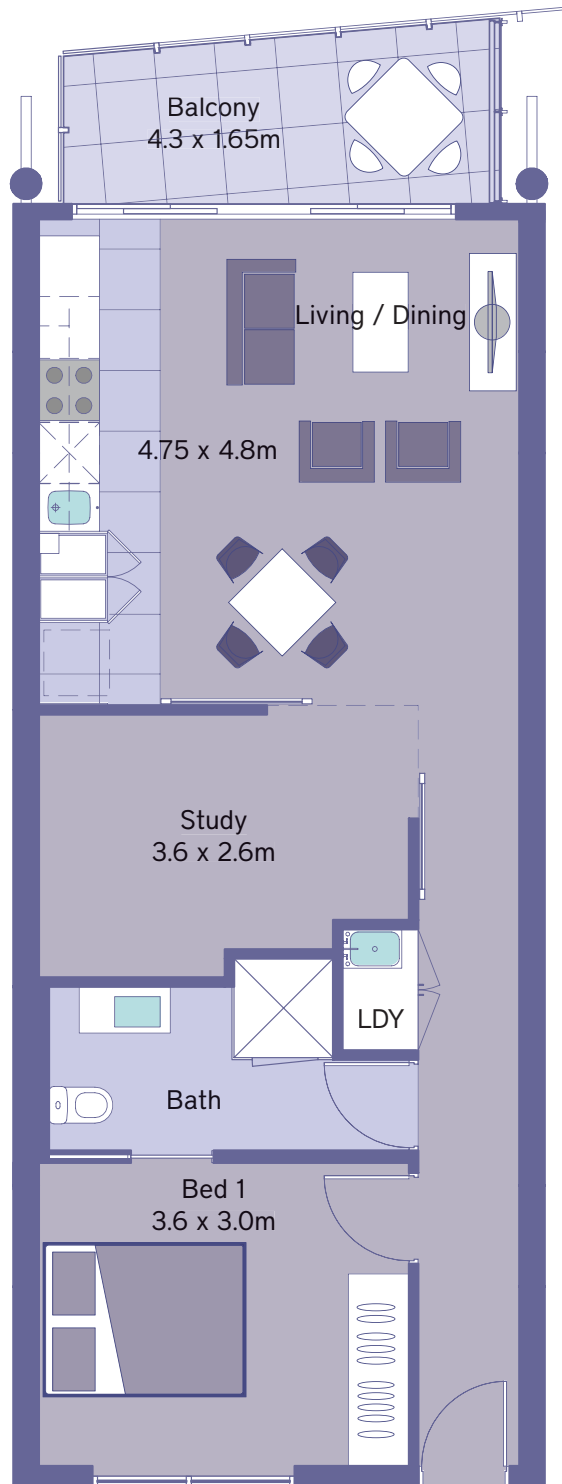 Balcony
4.3 x 1.65m
Living / Dining
4.75 x 4.8m
Study
3.6 x 2.6m
LDY
Bath
Bed 1
3.6 x 3.0m